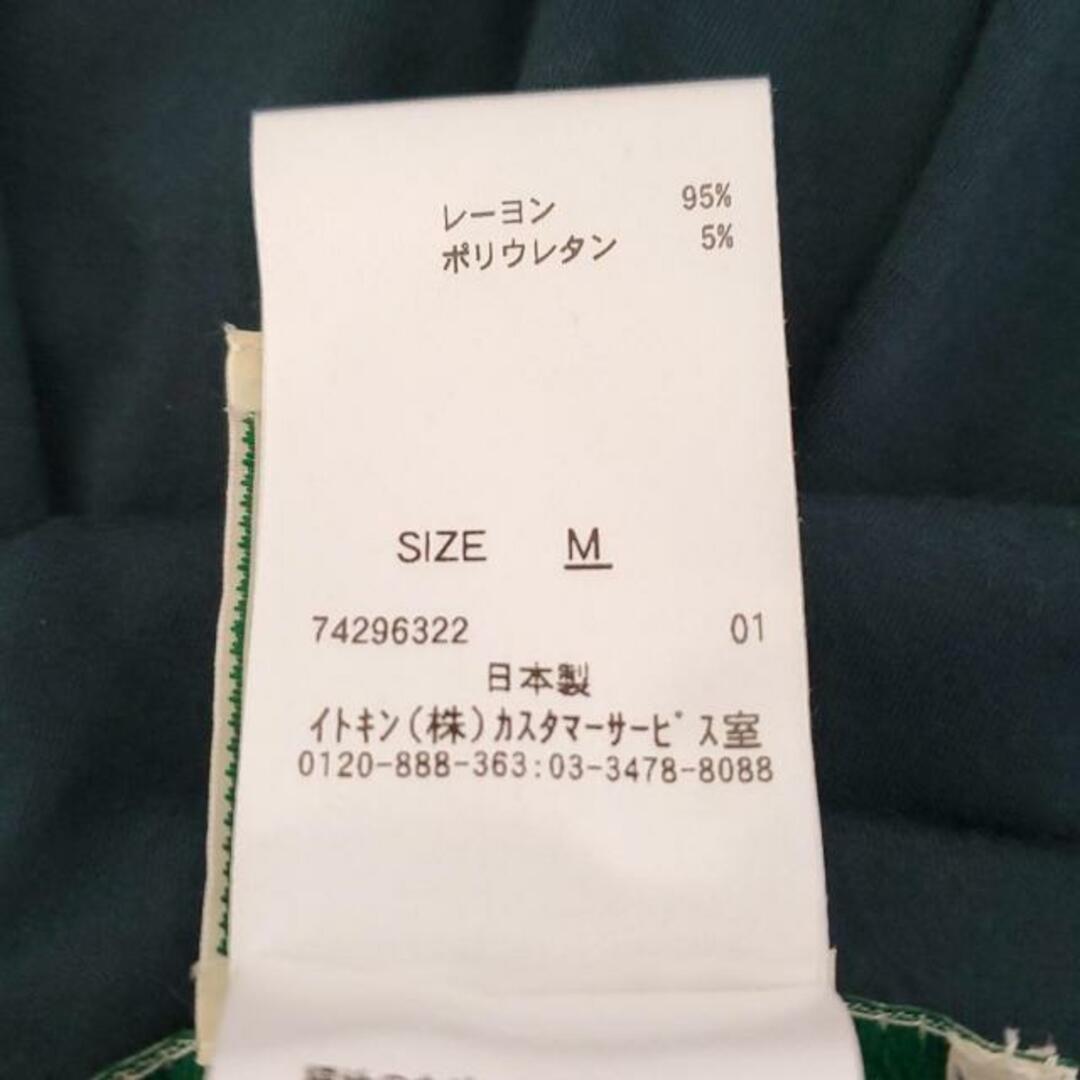 レーヨン 95%
ポリウレタン 5%
SIZE M
74296322 01
日本製
イトキン(株)カスタマーサービス室
0120-888-363:03-3478-8088